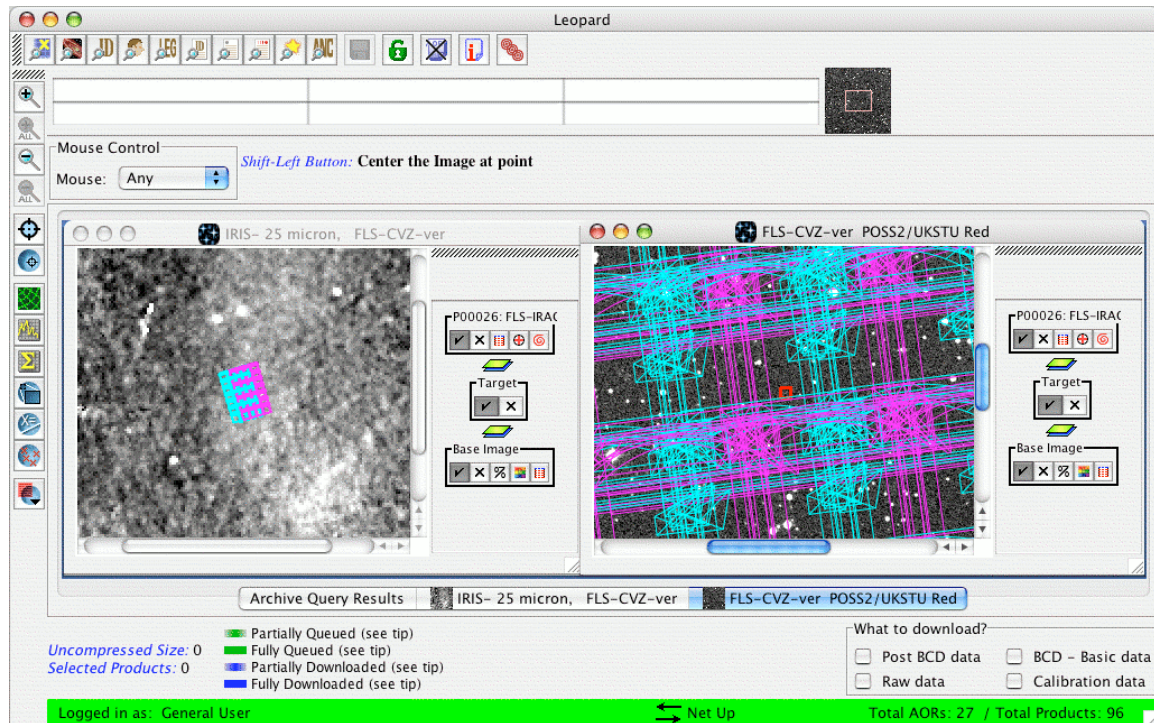 Leopard
ID
LEG
ID
ANC
ALL
Mouse Control
Mouse: Any
Shift-Left Button: Center the Image at point
ALL
IRIS- 25 micron, FLS-CVZ-ver
FLS-CVZ-ver POSS2/UKSTU Red
P00026: FLS-IRAC
Target
Base Image
P00026: FLS-IRAC
Target
Base Image
Archive Query Results
IRIS- 25 micron, FLS-CVZ-ver
FLS-CVZ-ver POSS2/UKSTU Red
Uncompressed Size: 0
Selected Products: 0
Partially Queued (see tip)
Fully Queued (see tip)
Partially Downloaded (see tip)
Fully Downloaded (see tip)
What to download?
Post BCD data
BCD - Basic data
Raw data
Calibration data
Logged in as: General User
Net Up
Total AORs: 27 / Total Products: 96